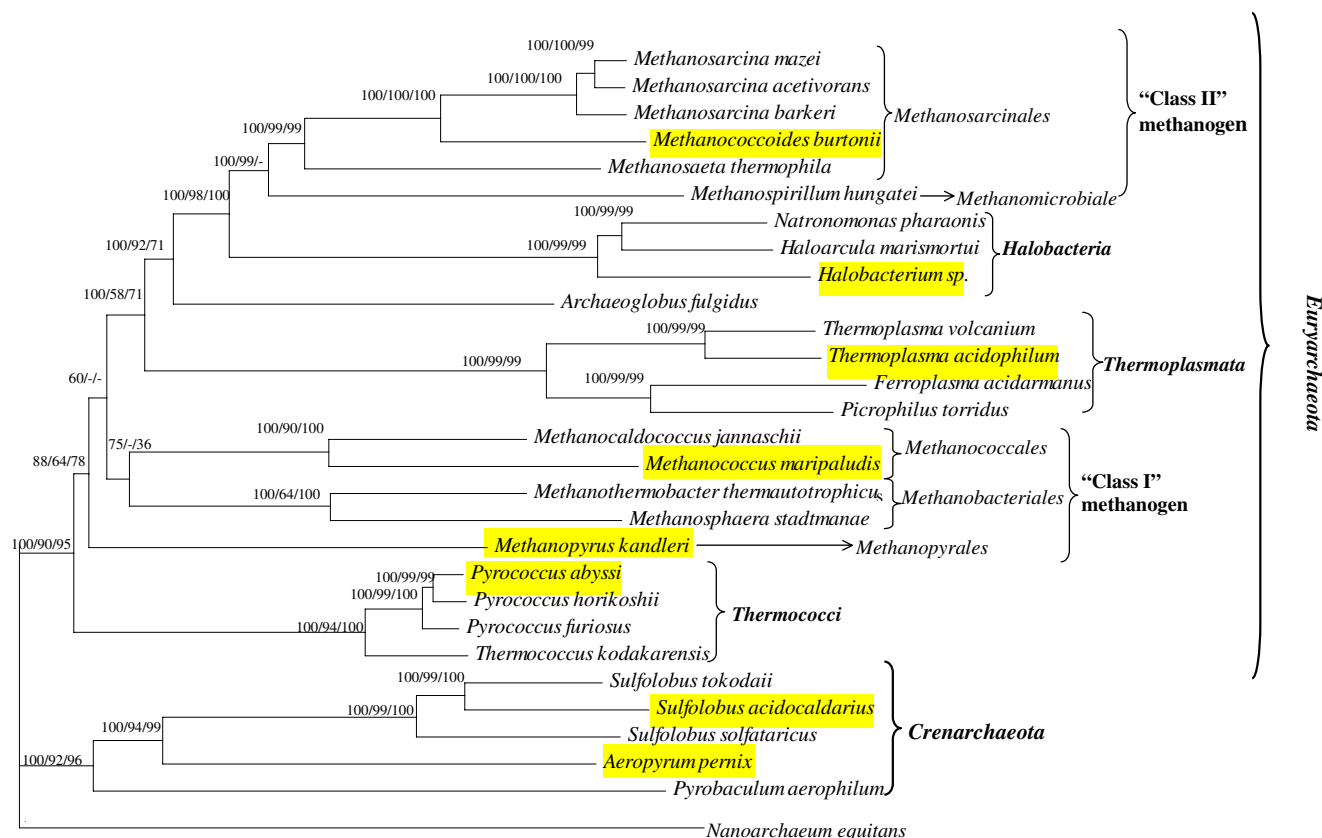 100/100/99
Methanosarcina mazei
100/100/100
Methanosarcina acetivorans
100/100/100
Methanosarcina barkeri
Methanosarcinales
“Class II”
methanogen
100/99/99
Methanococcoides burtonii
100/99/-
Methanosaeta thermophila
100/98/100
Methanospirillum hungatei
Methanomicrobiale
100/99/99
Natronomonas pharaonis
100/92/71
100/99/99
Haloarcula marismortui
Halobacteria
Halobacterium sp.
100/58/71
Archaeoglobus fulgidus
Euryarchaeota
100/99/99
Thermoplasma volcanium
100/99/99
Thermoplasma acidophilum
Thermoplasmata
60/-/-
100/99/99
Ferroplasma acidarmanus
Picrophilus torridus
75/-/36
100/90/100
Methanocaldococcus jannaschii
Methanococcales
88/64/78
Methanococcus maripaludis
“Class I”
methanogen
100/64/100
Methanothermobacter thermautotrophicus
Methanobacteriales
Methanosphaera stadtmanae
100/90/95
Methanopyrus kandleri
Methanopyrales
100/99/99
Pyrococcus abyssi
100/99/100
Pyrococcus horikoshii
Thermococci
100/94/100
Pyrococcus furiosus
Thermococcus kodakarensis
100/99/100
Sulfolobus tokodaii
100/99/100
Sulfolobus acidocaldarius
Crenarchaeota
100/94/99
Sulfolobus solfataricus
100/92/96
Aeropyrum pernix
Pyrobaculum aerophilum
Nanoarchaeum equitans